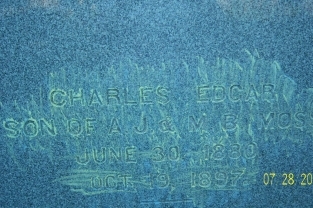 CHARLES EDGAR
SON OF A. J. & M. B. MOS
JUNE 30, 1880
OCT. 9, 1897
07 28 20